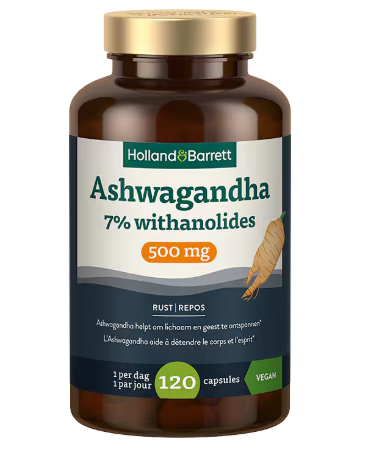 Holland&Barrett
Ashwagandha
7% withanolides
500 mg
RUST | REPOS
Ashwagandha helpt om lichaam en geest te ontspannen*
L'Ashwagandha aide à détendre le corps et l'esprit*
1 per dag
1 par jour
120
capsules
VEGAN